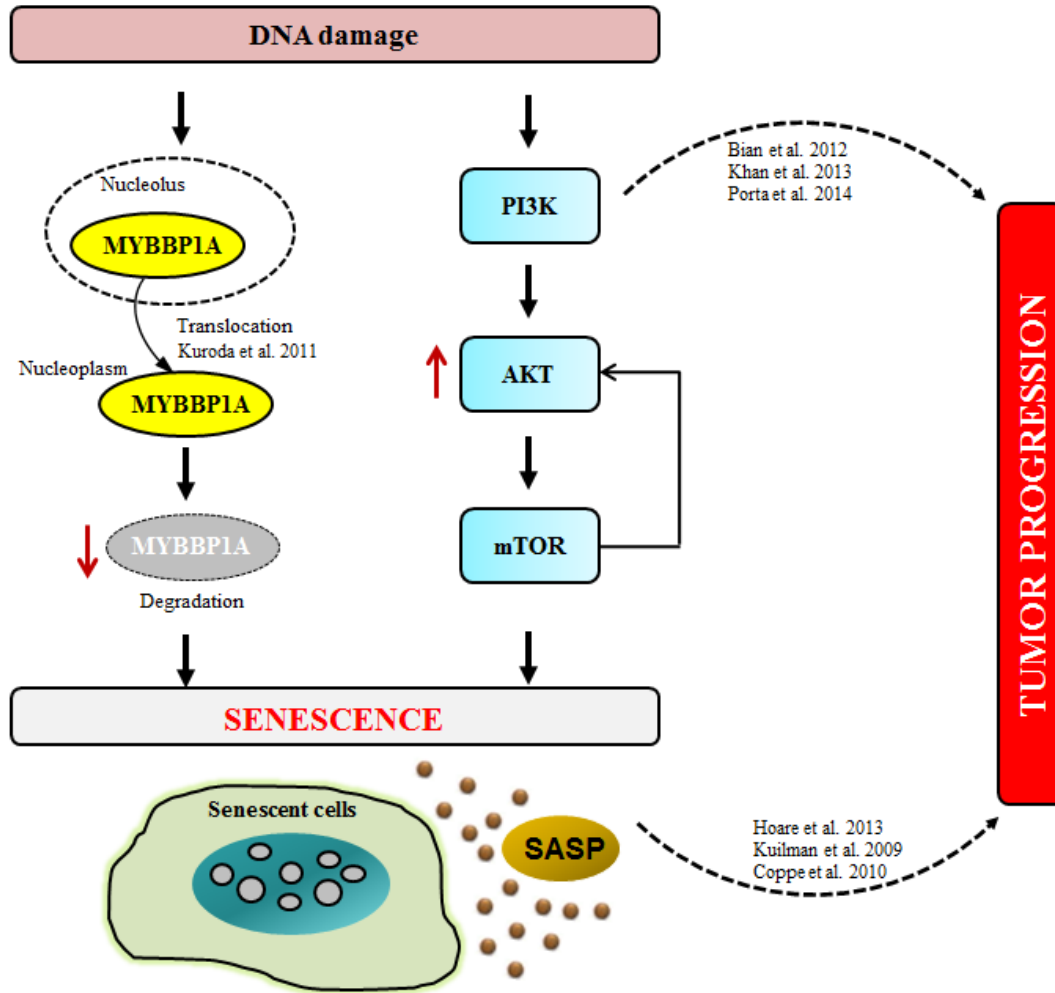 DNA damage
Nucleolus
MYBBP1A
Translocation
Kuroda et al. 2011
Nucleoplasm
MYBBP1A
MYBBP1A
Degradation
PI3K
AKT
mTOR
Bian et al. 2012
Khan et al. 2013
Porta et al. 2014
TUMOR PROGRESSION
SENESCENCE
Senescent cells
SASP
Hoare et al. 2013
Kuilman et al. 2009
Coppe et al. 2010